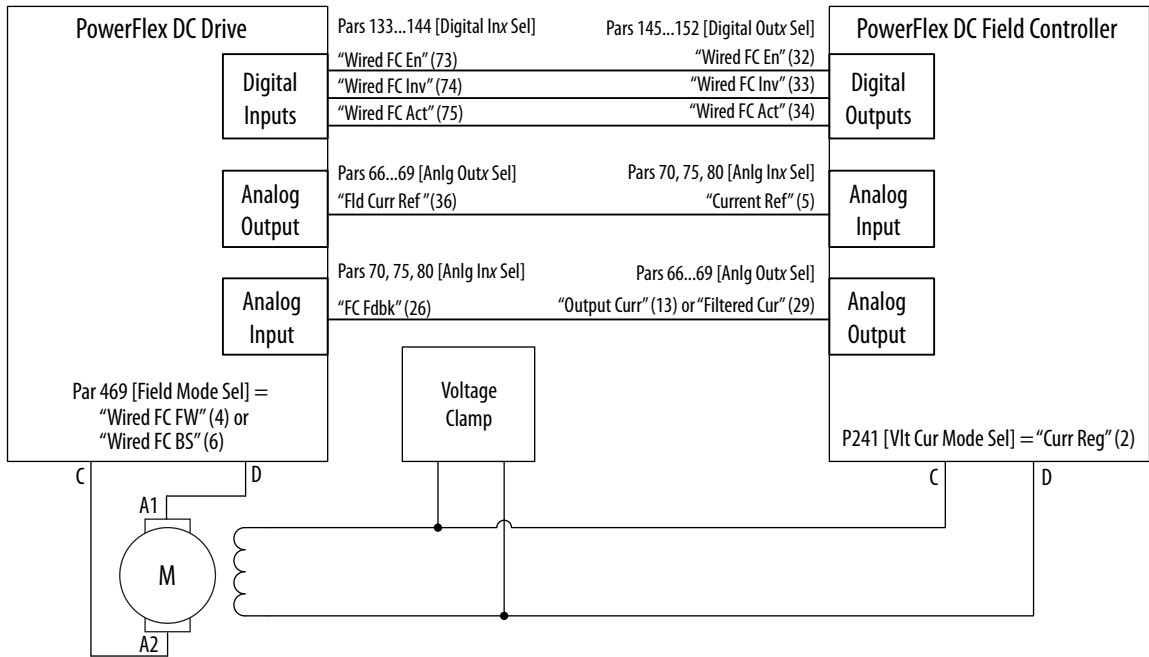 PowerFlex DC Drive
Pars 133...144 [Digital Inx Sel]
Pars 145...152 [Digital Outx Sel]
PowerFlex DC Field Controller
Digital
Inputs
“Wired FC En” (73)
“Wired FC En” (32)
“Wired FC Inv” (74)
“Wired FC Inv” (33)
“Wired FC Act” (75)
“Wired FC Act” (34)
Digital
Outputs
Analog
Output
Pars 66...69 [Anlg Outx Sel]
Pars 70, 75, 80 [Anlg Inx Sel]
“Fld Curr Ref” (36)
“Current Ref” (5)
Analog
Input
Analog
Input
Pars 70, 75, 80 [Anlg Inx Sel]
Pars 66...69 [Anlg Outx Sel]
“FC Fdbk” (26)
“Output Curr” (13) or “Filtered Cur” (29)
Analog
Output
Par 469 [Field Mode Sel] =
“Wired FC FW” (4) or
“Wired FC BS” (6)
Voltage
Clamp
P241 [Vlt Cur Mode Sel] = “Curr Reg” (2)
C
D
C
D
A1
M
A2